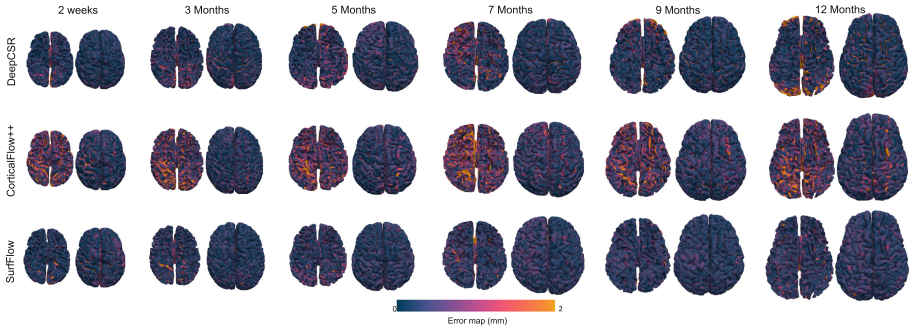 2 weeks 3 Months 5 Months 7 Months 9 Months 12 Months
DeepCSR
CorticalFlow++
SurfFlow
0 2
Error map (mm)